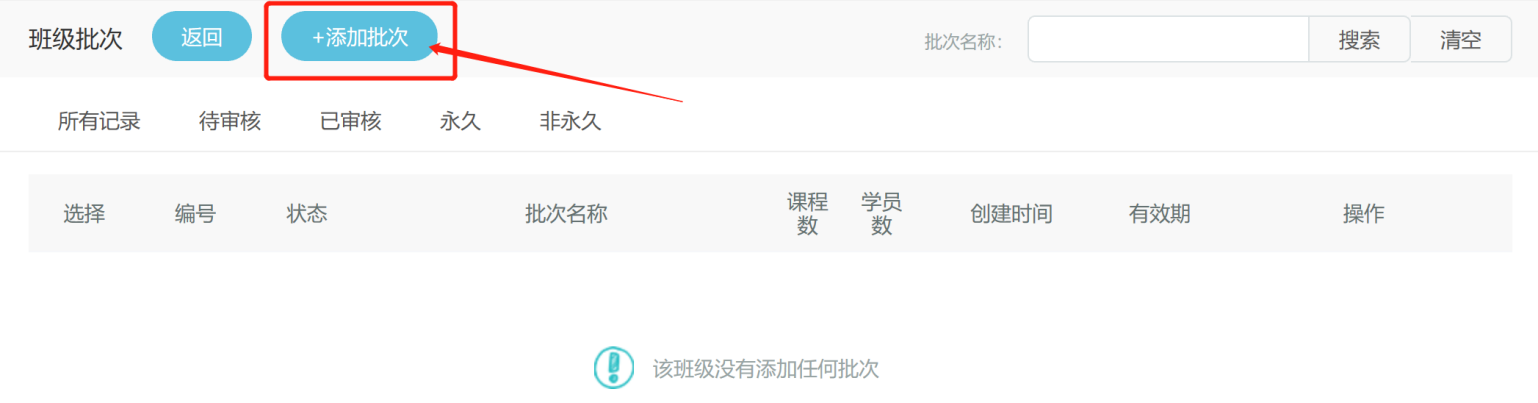 班级批次 返回 +添加批次 批次名称: 搜索 清空
所有记录 待审核 已审核 永久 非永久
选择 编号 状态 批次名称 课程数 学员数 创建时间 有效期 操作
该班级没有添加任何批次